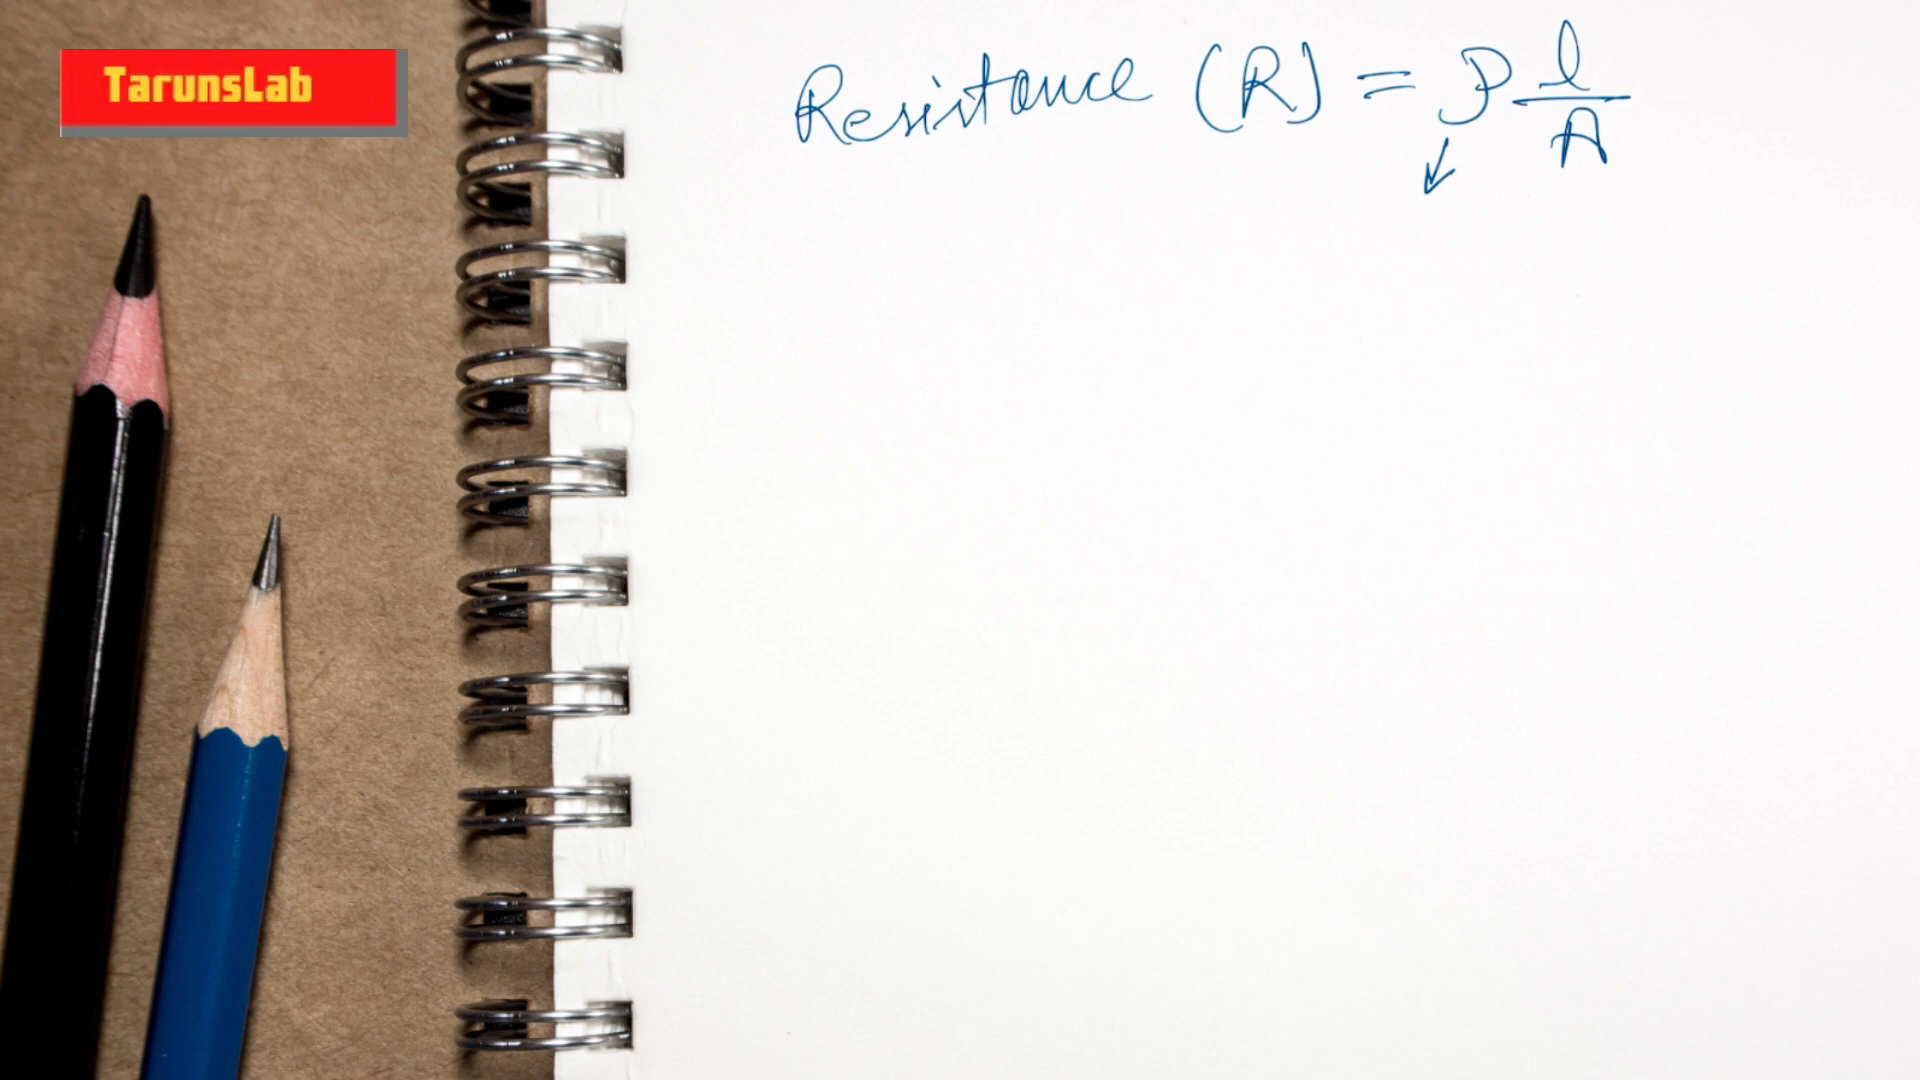 TarunsLab
Resistance (R) = ρ l/A
↙